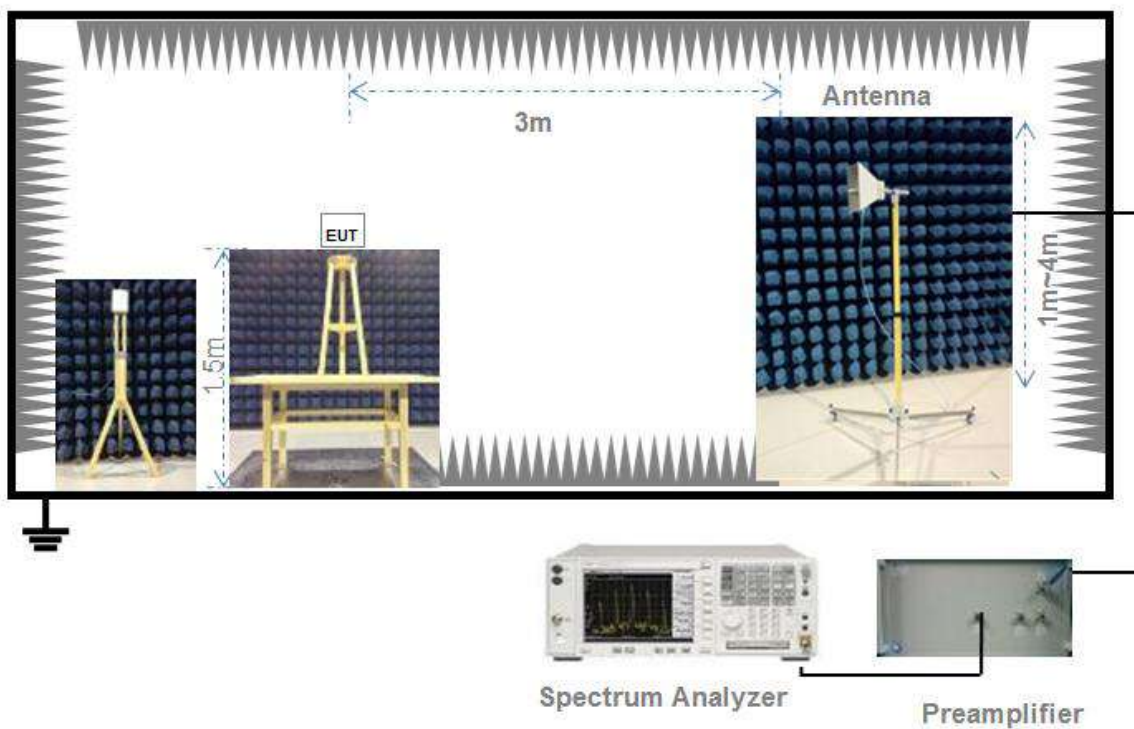 Antenna
3m
EUT
1.5m
1m~4m
Spectrum Analyzer
Preamplifier